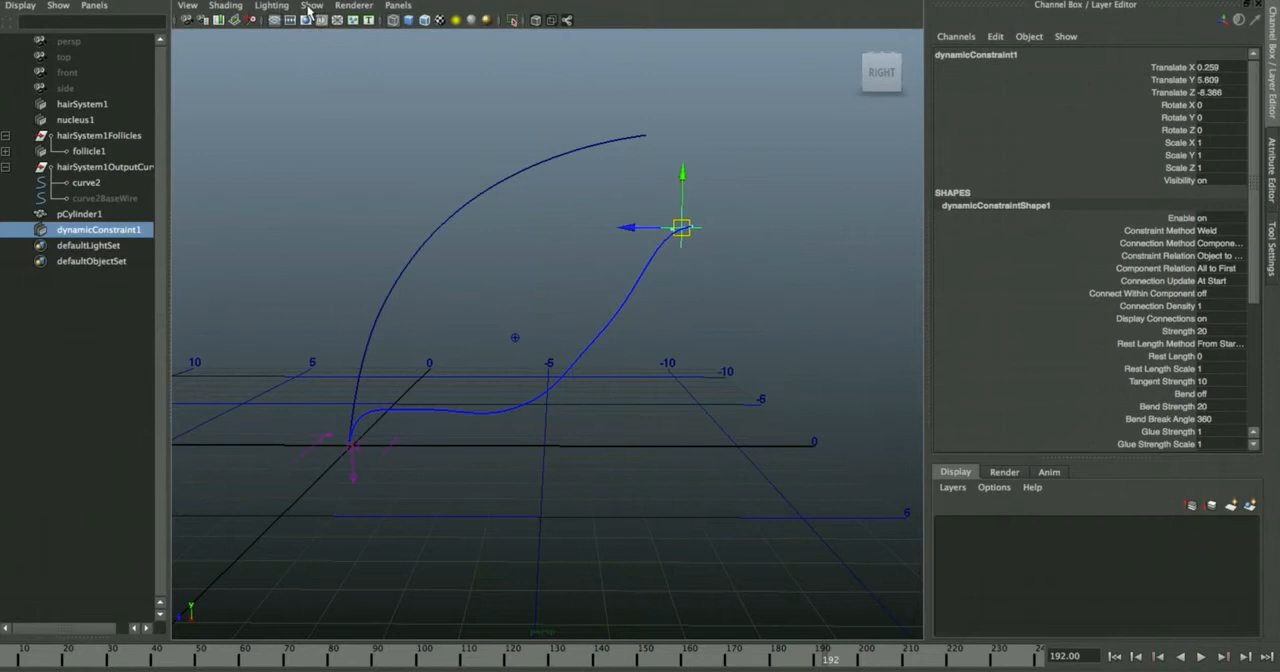 Display Show Panels
View Shading Lighting Show Renderer Panels
Channel Box / Layer Editor
Channels Edit Object Show
persp
top
front
side
hairSystem1
nucleus1
hairSystem1Follicles
follicle1
hairSystem1OutputCur
curve2
curve2BaseWire
pCylinder1
dynamicConstraint1
defaultLightSet
defaultObjectSet
RIGHT
10 5 0 -5 -10 -10
-5
0
5
persp
dynamicConstraint1
Translate X 0.259
Translate Y 5.609
Translate Z -8.386
Rotate X 0
Rotate Y 0
Rotate Z 0
Scale X 1
Scale Y 1
Scale Z 1
Visibility on
SHAPES
dynamicConstraintShape1
Enable on
Constraint Method Weld
Connection Method Compone...
Constraint Relation Object to ...
Component Relation All to First
Connection Update At Start
Connect Within Component off
Connection Density 1
Display Connections on
Strength 20
Rest Length Method From Star...
Rest Length 0
Rest Length Scale 1
Tangent Strength 10
Bend off
Bend Strength 20
Bend Break Angle 360
Glue Strength 1
Glue Strength Scale 1
Display Render Anim
Layers Options Help
Channel Box / Layer Editor
Attribute Editor
Tool Settings
10 20 30 40 50 60 70 80 90 100 110 120 130 140 150 160 170 180 190 200 210 220 230 24
192
192.00